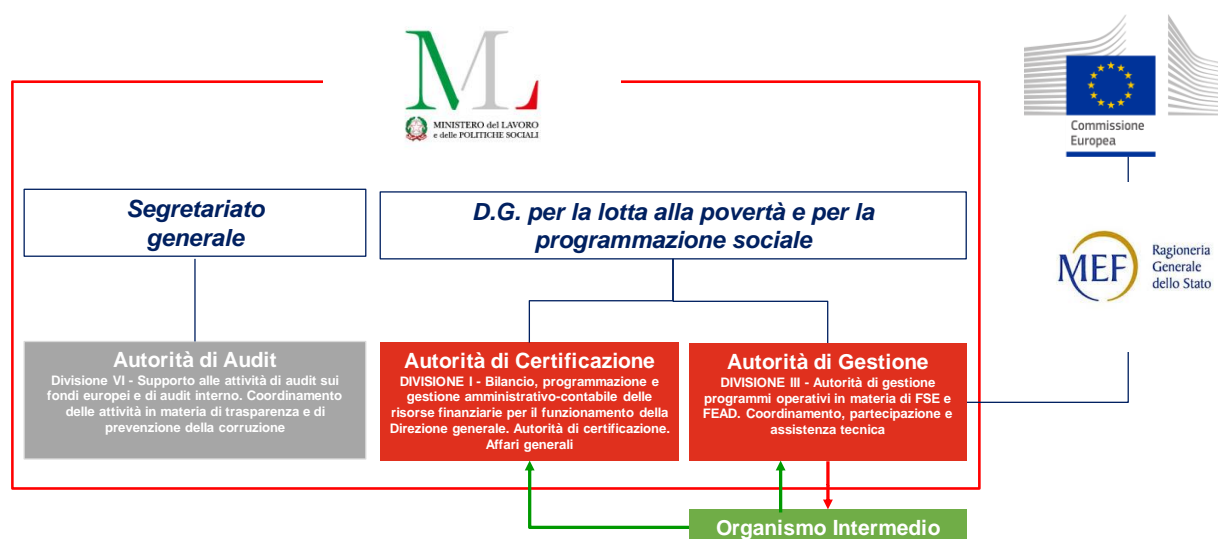 ML
MINISTERO del LAVORO
e delle POLITICHE SOCIALI
Commissione
Europea
Segretariato
generale
D.G. per la lotta alla povertà e per la
programmazione sociale
MEF
Ragioneria
Generale
dello Stato
Autorità di Audit
Divisione VI - Supporto alle attività di audit sui
fondi europei e di audit interno. Coordinamento
delle attività in materia di trasparenza e di
prevenzione della corruzione
Autorità di Certificazione
DIVISIONE I - Bilancio, programmazione e
gestione amministrativo-contabile delle
risorse finanziarie per il funzionamento della
Direzione generale. Autorità di certificazione.
Affari generali
Autorità di Gestione
DIVISIONE III - Autorità di gestione
programmi operativi in materia di FSE e
FEAD. Coordinamento, partecipazione e
assistenza tecnica
Organismo Intermedio